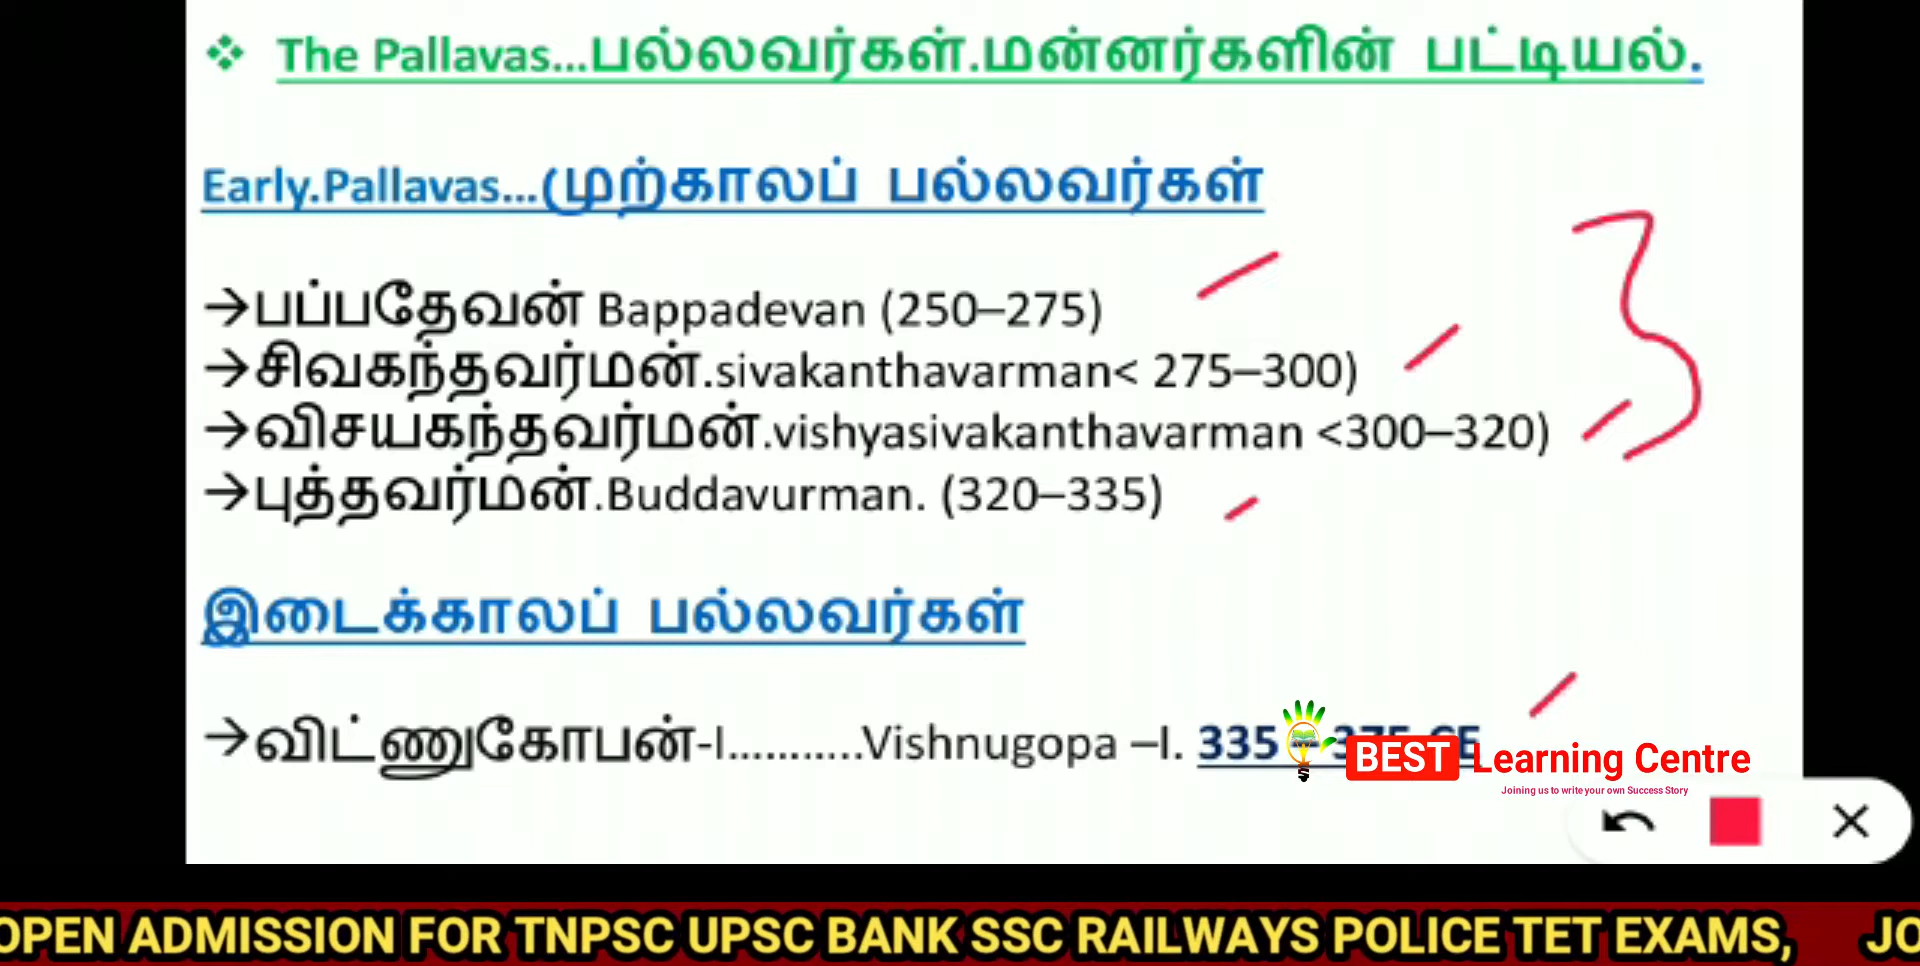 ❖ The Pallavas...பல்லவர்கள்.மன்னர்களின் பட்டியல்.
Early.Pallavas...முற்காலப் பல்லவர்கள்
→பப்பதேவன் Bappadevan (250–275)
→சிவகந்தவர்மன்.sivakanthavarman< 275–300)
→விசயகந்தவர்மன்.vishyasivakanthavarman <300–320)
→புத்தவர்மன்.Buddavurman. (320–335)
இடைக்காலப் பல்லவர்கள்
→விட்ணுகோபன்-I...........Vishnugopa –I. 335
BEST Learning Centre
Joining us to write your own Success Story
OPEN ADMISSION FOR TNPSC UPSC BANK SSC RAILWAYS POLICE TET EXAMS, JO